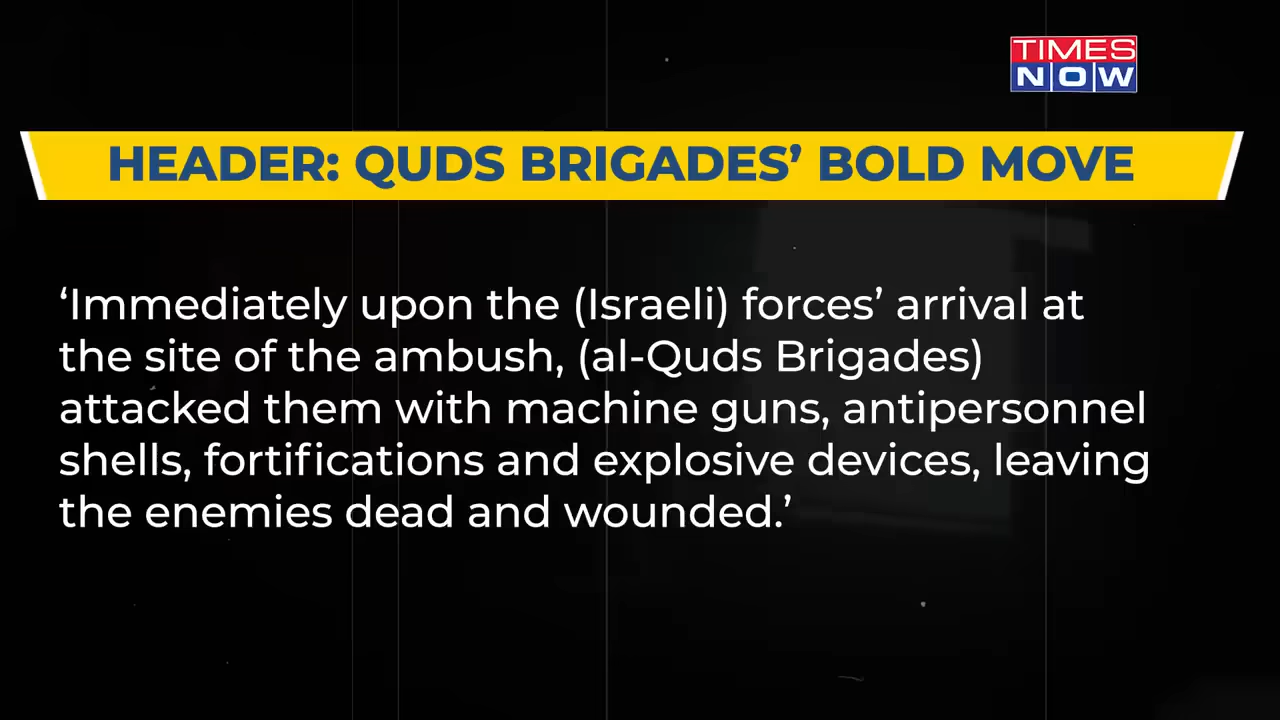 TIMES
NOW
HEADER: QUDS BRIGADES’ BOLD MOVE
‘Immediately upon the (Israeli) forces’ arrival at
the site of the ambush, (al-Quds Brigades)
attacked them with machine guns, antipersonnel
shells, fortifications and explosive devices, leaving
the enemies dead and wounded.’